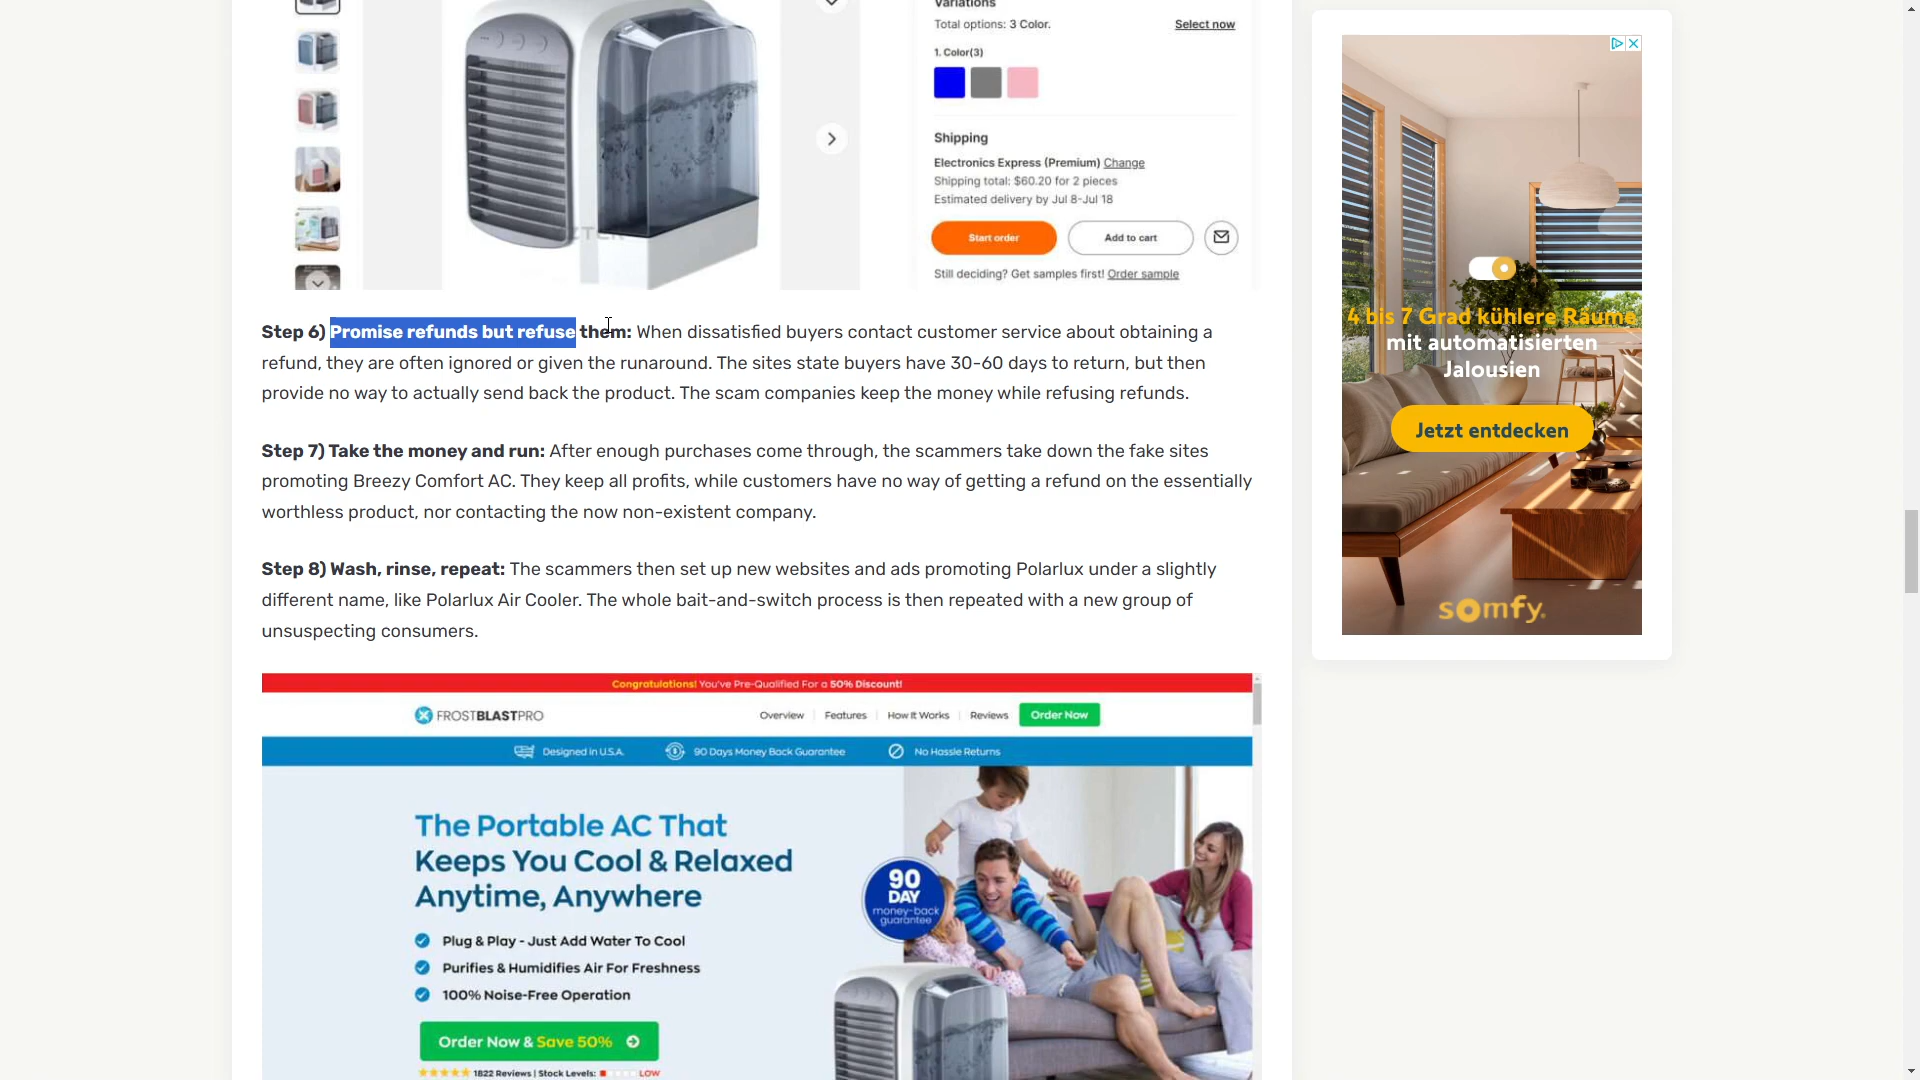 Variations
Total options: 3 Color.
Select now
1. Color(3)
Shipping
Electronics Express (Premium) Change
Shipping total: $60.20 for 2 pieces
Estimated delivery by Jul 8-Jul 18
Start order
Add to cart
Still deciding? Get samples first! Order sample
Step 6) Promise refunds but refuse them: When dissatisfied buyers contact customer service about obtaining a
refund, they are often ignored or given the runaround. The sites state buyers have 30-60 days to return, but then
provide no way to actually send back the product. The scam companies keep the money while refusing refunds.
Step 7) Take the money and run: After enough purchases come through, the scammers take down the fake sites
promoting Breezy Comfort AC. They keep all profits, while customers have no way of getting a refund on the essentially
worthless product, nor contacting the now non-existent company.
Step 8) Wash, rinse, repeat: The scammers then set up new websites and ads promoting Polarlux under a slightly
different name, like Polarlux Air Cooler. The whole bait-and-switch process is then repeated with a new group of
unsuspecting consumers.
Congratulations! You've Pre-Qualified For a 50% Discount!
FROSTBLASTPRO
Overview
Features
How It Works
Reviews
Order Now
Designed in U.S.A.
90 Days Money Back Guarantee
No Hassle Returns
The Portable AC That
Keeps You Cool & Relaxed
Anytime, Anywhere
90
DAY
money-back
guarantee
Plug & Play - Just Add Water To Cool
Purifies & Humidifies Air For Freshness
100% Noise-Free Operation
Order Now & Save 50%
1822 Reviews | Stock Levels: LOW
4 bis 7 Grad kühlere Räume
mit automatisierten
Jalousien
Jetzt entdecken
somfy.